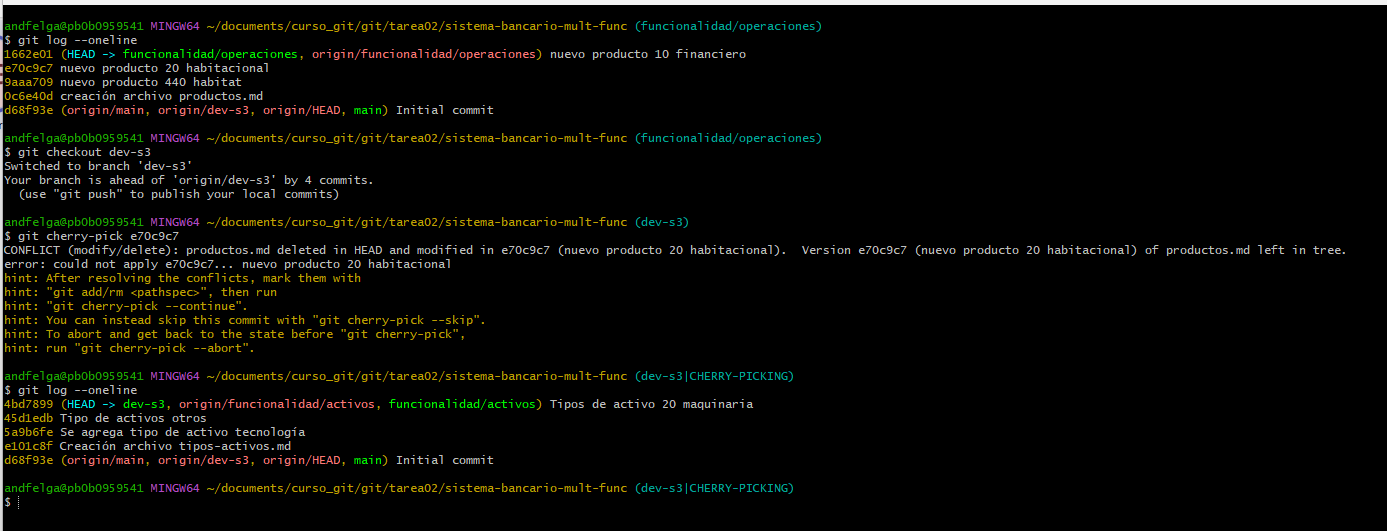 andfelga@pb0b0959541 MINGW64 ~/documents/curso_git/git/tarea02/sistema-bancario-mult-func (funcionalidad/operaciones)
$ git log --oneline
1662e01 (HEAD -> funcionalidad/operaciones, origin/funcionalidad/operaciones) nuevo producto 10 financiero
e70c9c7 nuevo producto 20 habitacional
9aaa709 nuevo producto 440 habitat
0c6e40d creación archivo productos.md
d68f93e (origin/main, origin/dev-s3, origin/HEAD, main) Initial commit
andfelga@pb0b0959541 MINGW64 ~/documents/curso_git/git/tarea02/sistema-bancario-mult-func (funcionalidad/operaciones)
$ git checkout dev-s3
Switched to branch 'dev-s3'
Your branch is ahead of 'origin/dev-s3' by 4 commits.
(use "git push" to publish your local commits)
andfelga@pb0b0959541 MINGW64 ~/documents/curso_git/git/tarea02/sistema-bancario-mult-func (dev-s3)
$ git cherry-pick e70c9c7
CONFLICT (modify/delete): productos.md deleted in HEAD and modified in e70c9c7 (nuevo producto 20 habitacional).  Version e70c9c7 (nuevo producto 20 habitacional) of productos.md left in tree.
error: could not apply e70c9c7... nuevo producto 20 habitacional
hint: After resolving the conflicts, mark them with
hint: "git add/rm <pathspec>", then run
hint: "git cherry-pick --continue".
hint: You can instead skip this commit with "git cherry-pick --skip".
hint: To abort and get back to the state before "git cherry-pick",
hint: run "git cherry-pick --abort".
andfelga@pb0b0959541 MINGW64 ~/documents/curso_git/git/tarea02/sistema-bancario-mult-func (dev-s3|CHERRY-PICKING)
$ git log --oneline
4bd7899 (HEAD -> dev-s3, origin/funcionalidad/activos, funcionalidad/activos) Tipos de activo 20 maquinaria
45d1edb Tipo de activos otros
5a9b6fe Se agrega tipo de activo tecnología
e101c8f Creación archivo tipos-activos.md
d68f93e (origin/main, origin/dev-s3, origin/HEAD, main) Initial commit
andfelga@pb0b0959541 MINGW64 ~/documents/curso_git/git/tarea02/sistema-bancario-mult-func (dev-s3|CHERRY-PICKING)
$